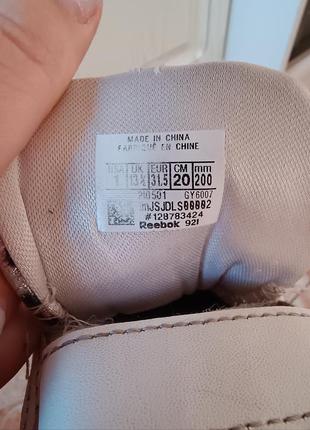 MADE IN CHINA
FABRIQUÉ EN CHINE
USA UK EUR CM mm
1 13½ 31,5 20 200
GY6007
#128783424
Reebok 921